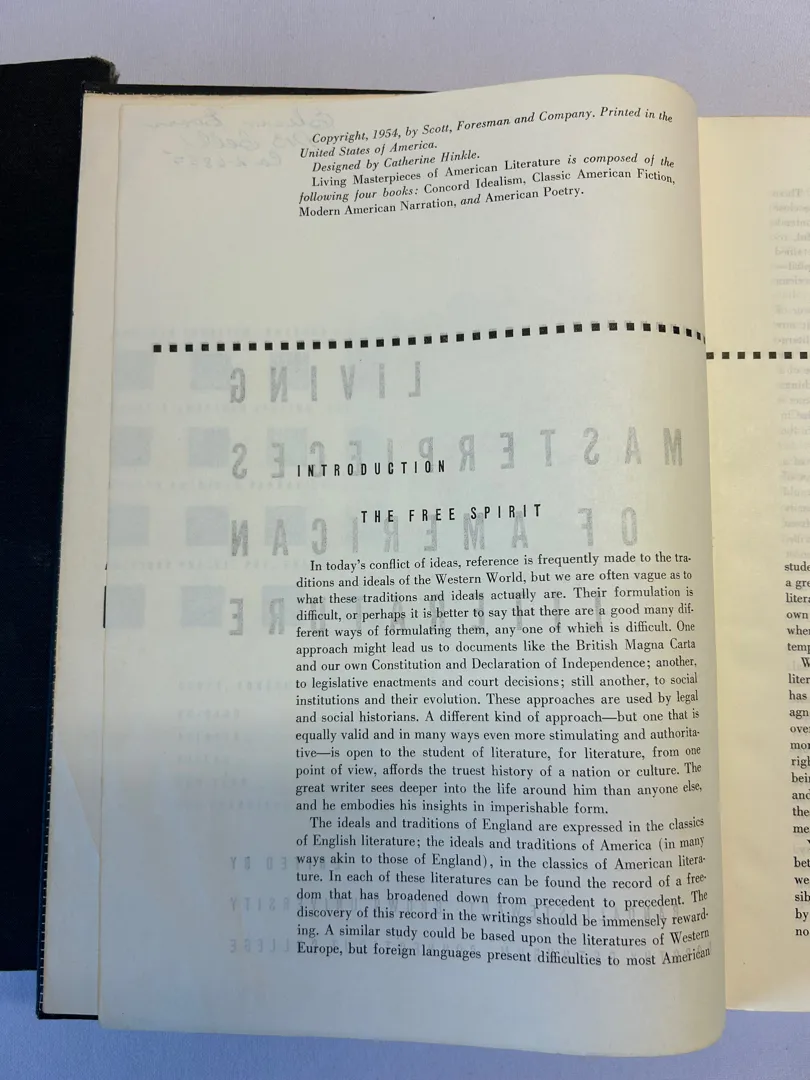 Copyright, 1954, by Scott, Foresman and Company. Printed in the
United States of America.
Designed by Catherine Hinkle.
Living Masterpieces of American Literature is composed of the
following four books: Concord Idealism, Classic American Fiction,
Modern American Narration, and American Poetry.
LIVING
MASTERPIECES
INTRODUCTION
THE FREE SPIRIT
OF AMERICAN
In today's conflict of ideas, reference is frequently made to the tra-
ditions and ideals of the Western World, but we are often vague as to
what these traditions and ideals actually are. Their formulation is
difficult, or perhaps it is better to say that there are a good many dif-
ferent ways of formulating them, any one of which is difficult. One
approach might lead us to documents like the British Magna Carta
and our own Constitution and Declaration of Independence; another,
to legislative enactments and court decisions; still another, to social
institutions and their evolution. These approaches are used by legal
and social historians. A different kind of approach—but one that is
equally valid and in many ways even more stimulating and authorita-
tive—is open to the student of literature, for literature, from one
point of view, affords the truest history of a nation or culture. The
great writer sees deeper into the life around him than anyone else,
and he embodies his insights in imperishable form.
The ideals and traditions of England are expressed in the classics
of English literature; the ideals and traditions of America (in many
ways akin to those of England), in the classics of American litera-
ture. In each of these literatures can be found the record of a free-
dom that has broadened down from precedent to precedent. The
discovery of this record in the writings should be immensely reward-
ing. A similar study could be based upon the literatures of Western
Europe, but foreign languages present difficulties to most American